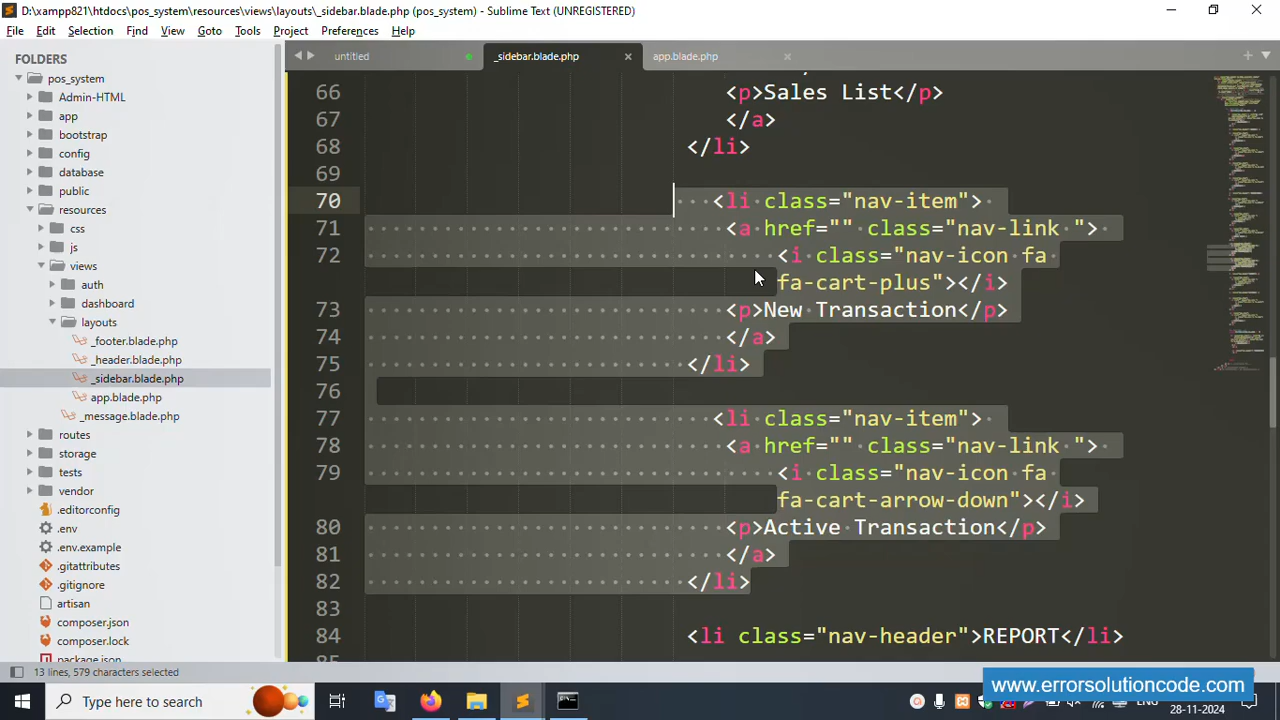 D:\xampp821\htdocs\pos_system\resources\views\layouts\_sidebar.blade.php (pos_system) - Sublime Text (UNREGISTERED)
File Edit Selection Find View Goto Tools Project Preferences Help
FOLDERS
pos_system
Admin-HTML
app
bootstrap
config
database
public
resources
css
js
views
auth
dashboard
layouts
_footer.blade.php
_header.blade.php
_sidebar.blade.php
app.blade.php
_message.blade.php
routes
storage
tests
vendor
.editorconfig
.env
.env.example
.gitattributes
.gitignore
artisan
composer.json
composer.lock
package.json
untitled _sidebar.blade.php app.blade.php
66 <p>Sales List</p>
67 </a>
68 </li>
69
70 <li class="nav-item">
71 <a href="" class="nav-link ">
72 <i class="nav-icon fa
fa-cart-plus"></i>
73 <p>New Transaction</p>
74 </a>
75 </li>
76
77 <li class="nav-item">
78 <a href="" class="nav-link ">
79 <i class="nav-icon fa
fa-cart-arrow-down"></i>
80 <p>Active Transaction</p>
81 </a>
82 </li>
83
84 <li class="nav-header">REPORT</li>
85
13 lines, 579 characters selected
www.errorsolutioncode.com
Type here to search
28-11-2024